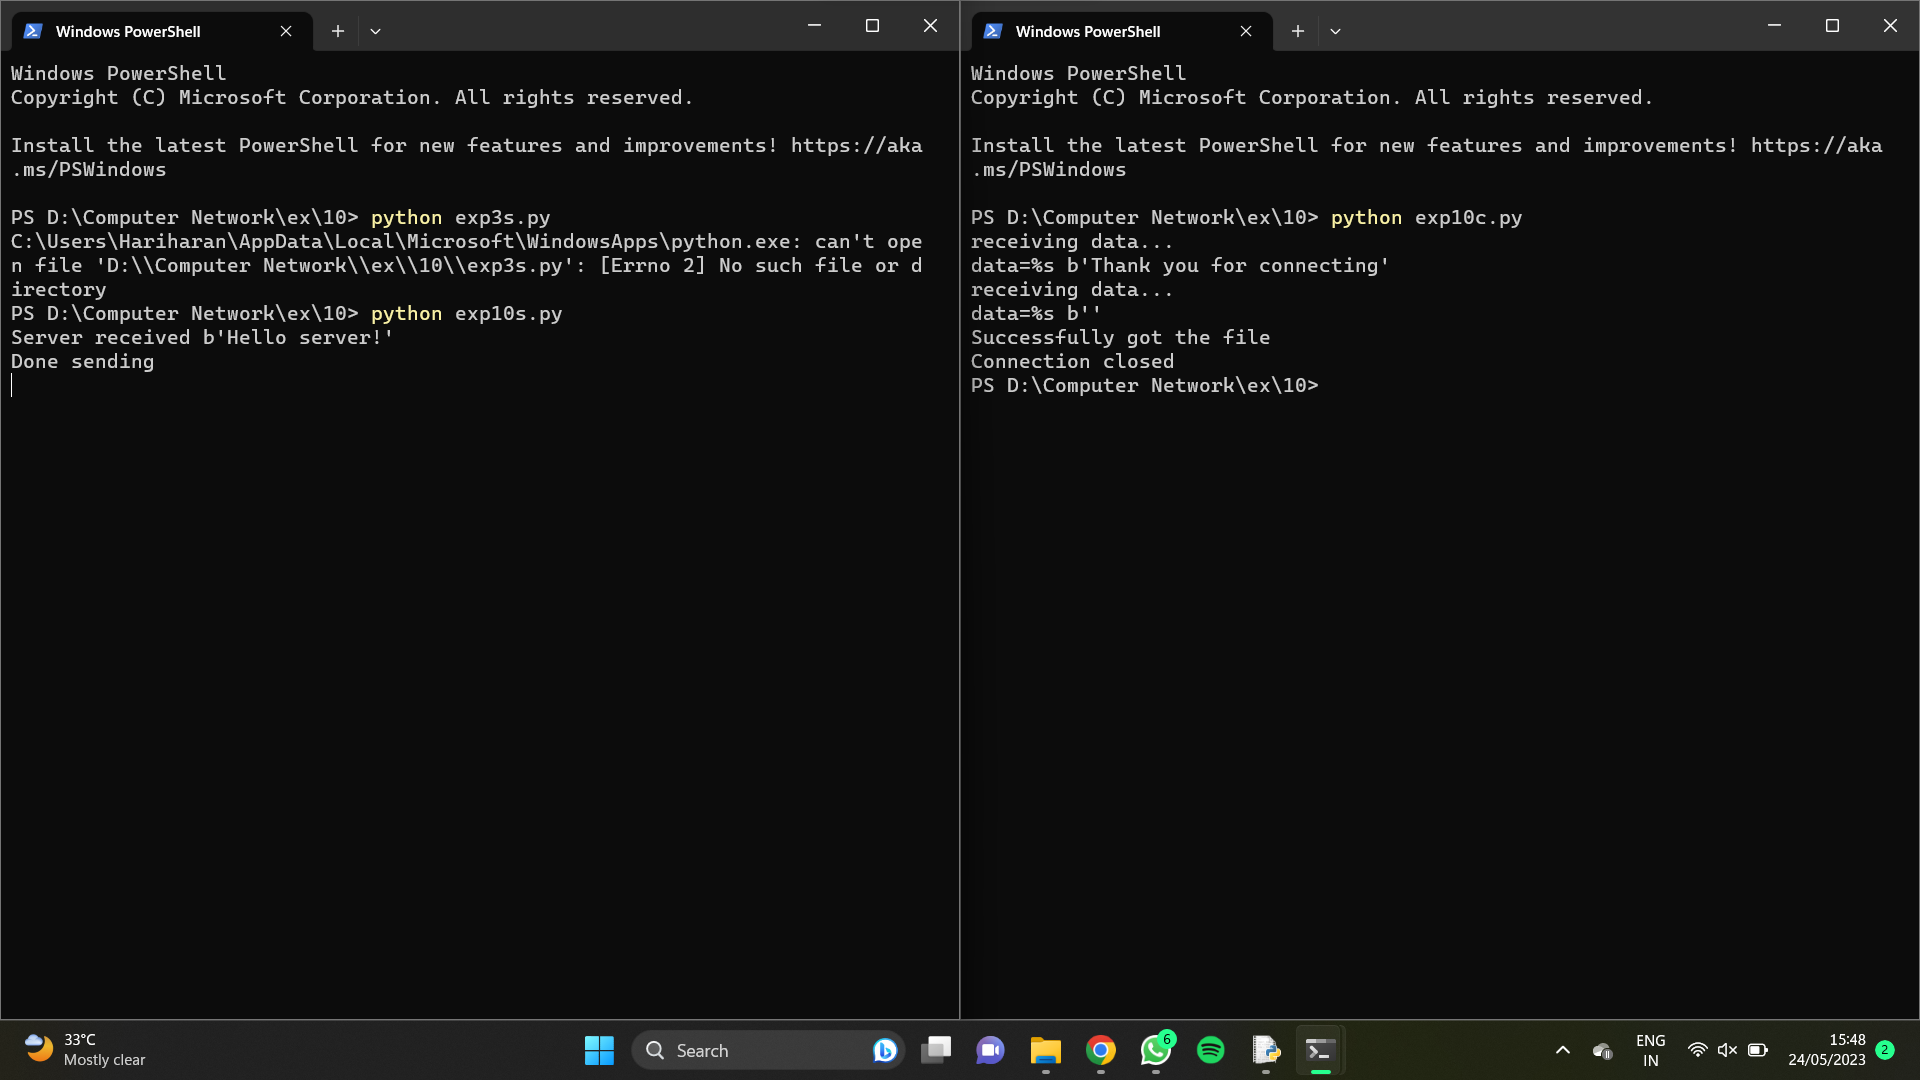 Windows PowerShell
Windows PowerShell
Copyright (C) Microsoft Corporation. All rights reserved.
Install the latest PowerShell for new features and improvements! https://aka
.ms/PSWindows
PS D:\Computer Network\ex\10> python exp3s.py
C:\Users\Hariharan\AppData\Local\Microsoft\WindowsApps\python.exe: can't ope
n file 'D:\\Computer Network\\ex\\10\\exp3s.py': [Errno 2] No such file or d
irectory
PS D:\Computer Network\ex\10> python exp10s.py
Server received b'Hello server!'
Done sending
Windows PowerShell
Windows PowerShell
Copyright (C) Microsoft Corporation. All rights reserved.
Install the latest PowerShell for new features and improvements! https://aka
.ms/PSWindows
PS D:\Computer Network\ex\10> python exp10c.py
receiving data...
data=%s b'Thank you for connecting'
receiving data...
data=%s b''
Successfully got the file
Connection closed
PS D:\Computer Network\ex\10>
33°C
Mostly clear
Search
6
ENG
IN
15:48
24/05/2023
2